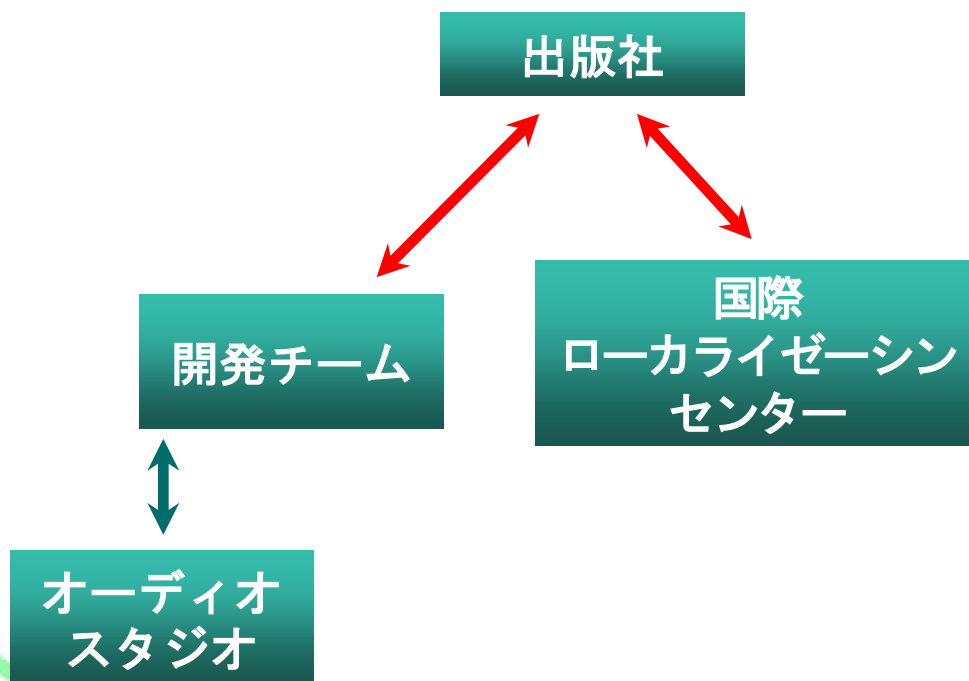 出版社
開発チーム
国際
ローカライゼーシン
センター
オーディオ
スタジオ